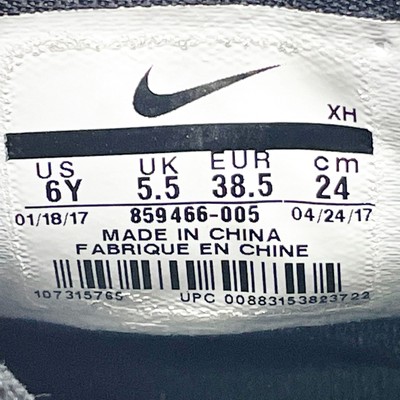 XH
US UK EUR cm
6Y 5.5 38.5 24
01/18/17 859466-005 04/24/17
MADE IN CHINA
FABRIQUE EN CHINE
107315765 UPC 00883153823722